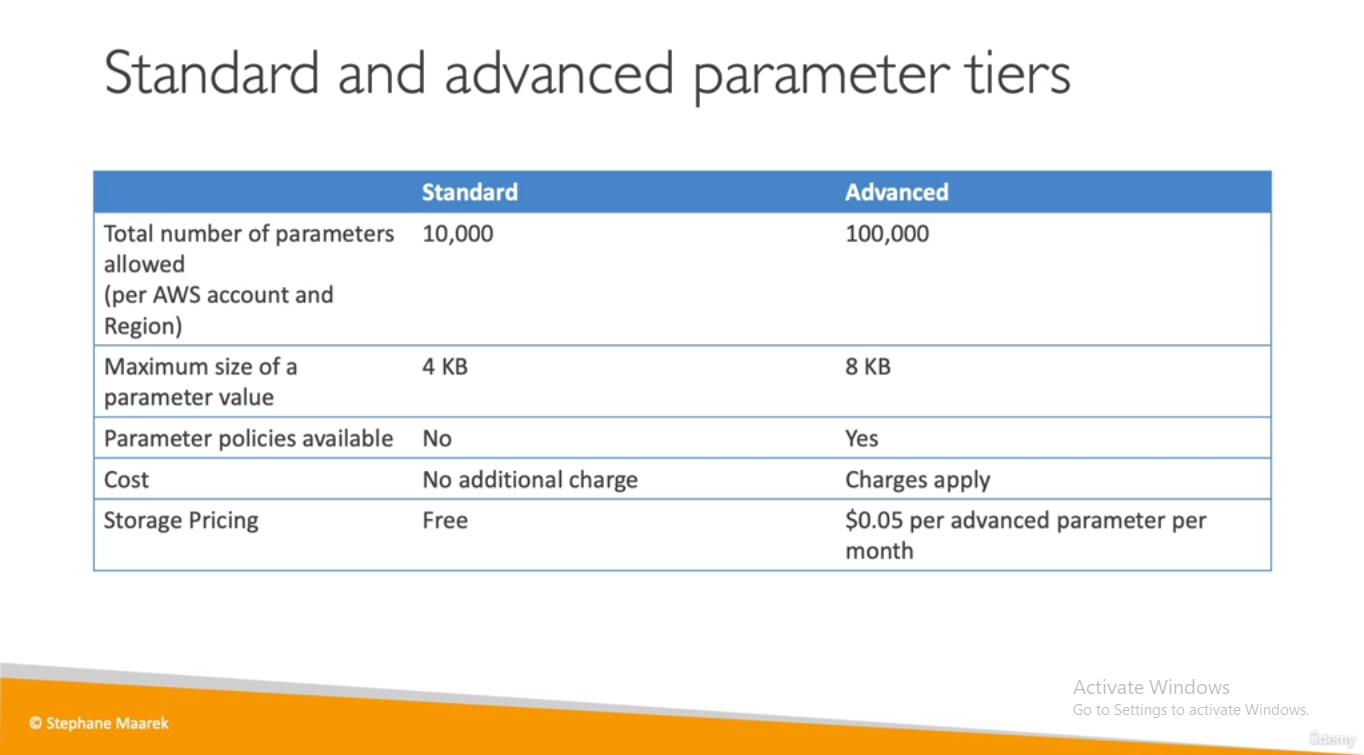 Standard and advanced parameter tiers
Standard Advanced
Total number of parameters 10,000 100,000
allowed
(per AWS account and
Region)
Maximum size of a 4 KB 8 KB
parameter value
Parameter policies available No Yes
Cost No additional charge Charges apply
Storage Pricing Free $0.05 per advanced parameter per
month
Activate Windows
Go to Settings to activate Windows.
© Stephane Maarek
ûdemy